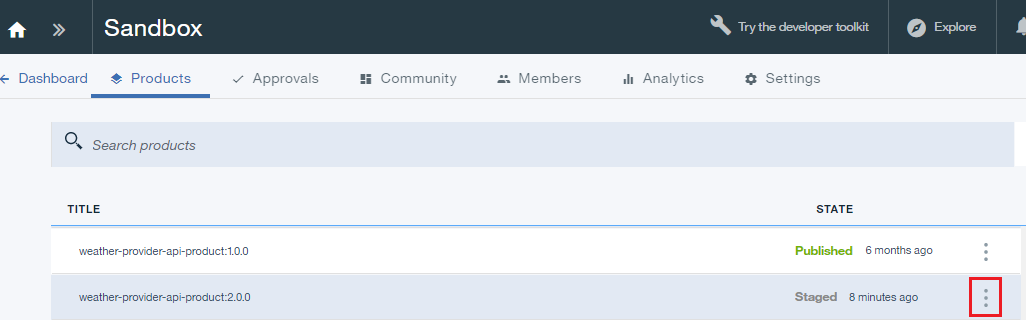 Sandbox
Try the developer toolkit
Explore
Dashboard
Products
Approvals
Community
Members
Analytics
Settings
Search products
TITLE STATE
weather-provider-api-product:1.0.0 Published 6 months ago
weather-provider-api-product:2.0.0 Staged 8 minutes ago